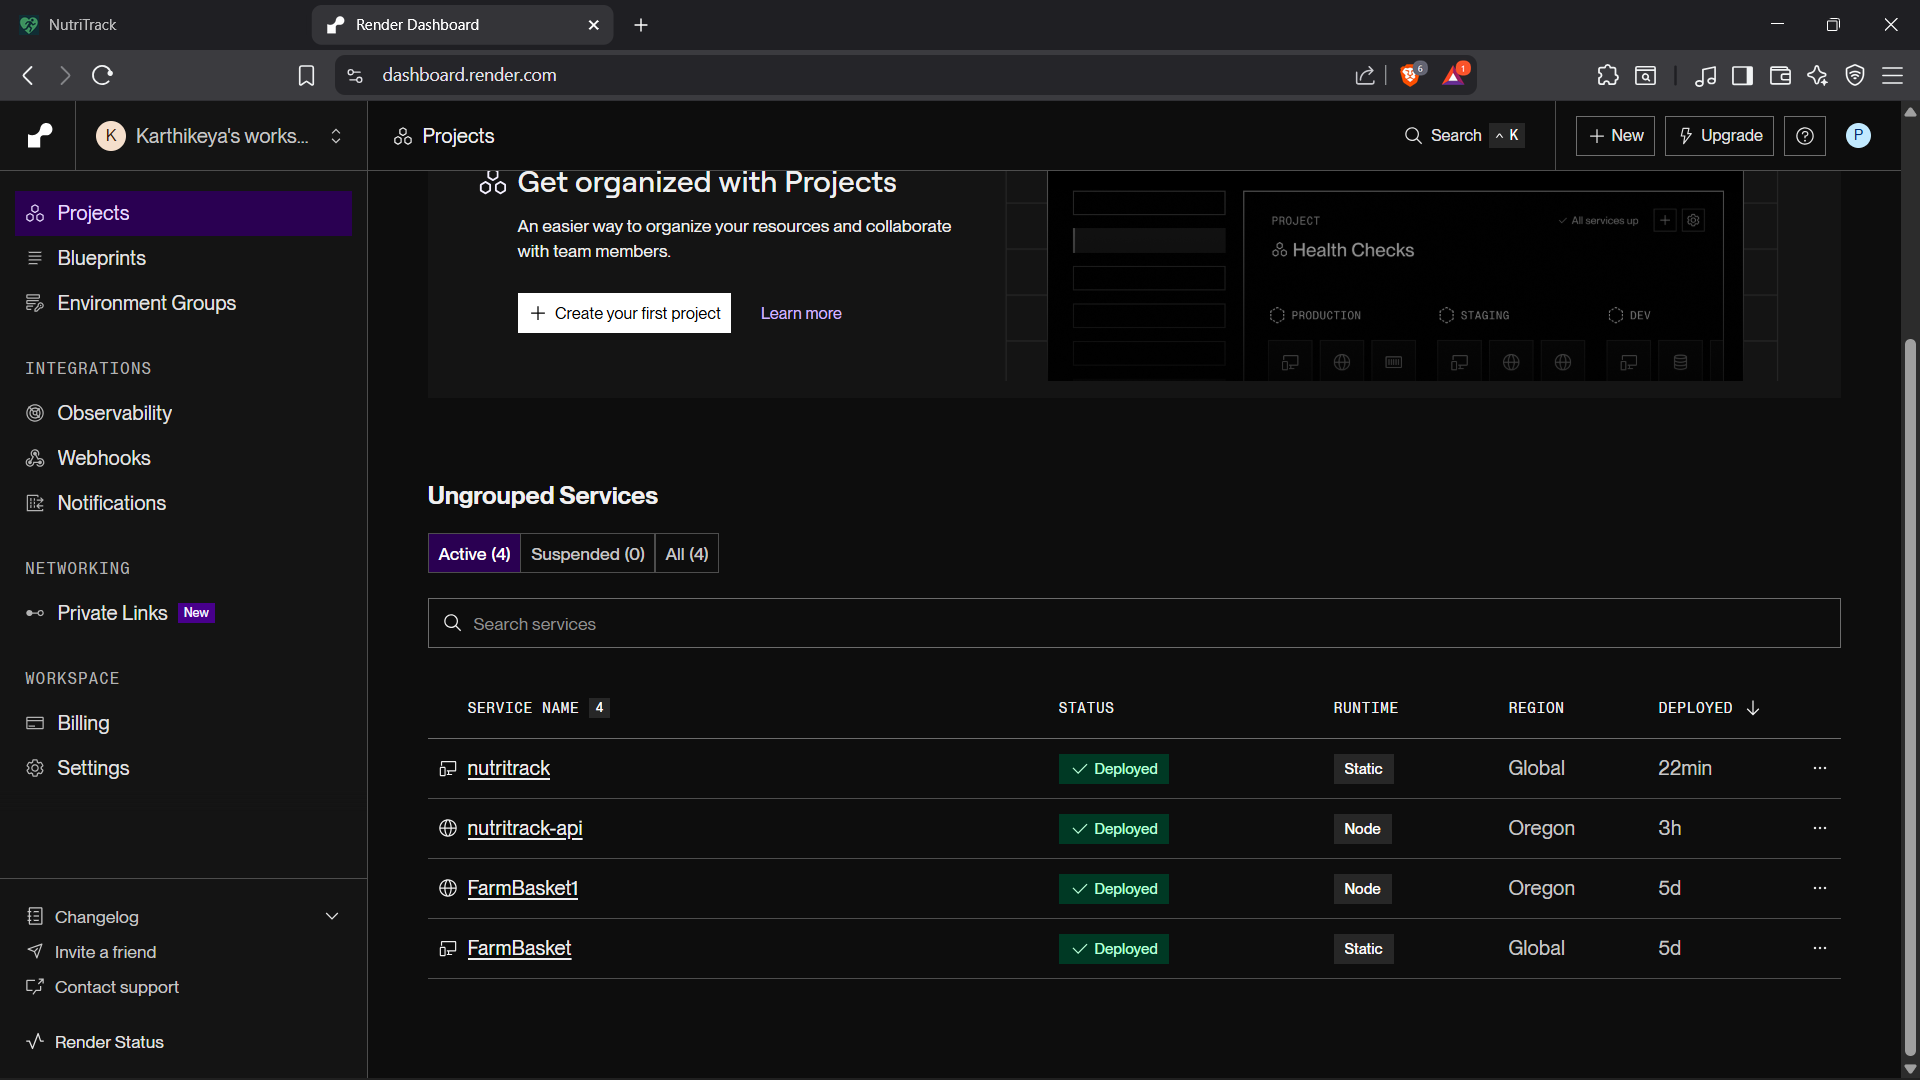 NutriTrack
Render Dashboard
dashboard.render.com
6
1
K
Karthikeya's works...
Projects
Search
K
New
Upgrade
P
Projects
Blueprints
Environment Groups
INTEGRATIONS
Observability
Webhooks
Notifications
NETWORKING
Private Links New
WORKSPACE
Billing
Settings
Changelog
Invite a friend
Contact support
Render Status
Get organized with Projects
An easier way to organize your resources and collaborate
with team members.
Create your first project
Learn more
PROJECT
All services up
Health Checks
PRODUCTION
STAGING
DEV
Ungrouped Services
Active (4) Suspended (0) All (4)
Search services
SERVICE NAME 4 STATUS RUNTIME REGION DEPLOYED
nutritrack Deployed Static Global 22min
nutritrack-api Deployed Node Oregon 3h
FarmBasket1 Deployed Node Oregon 5d
FarmBasket Deployed Static Global 5d